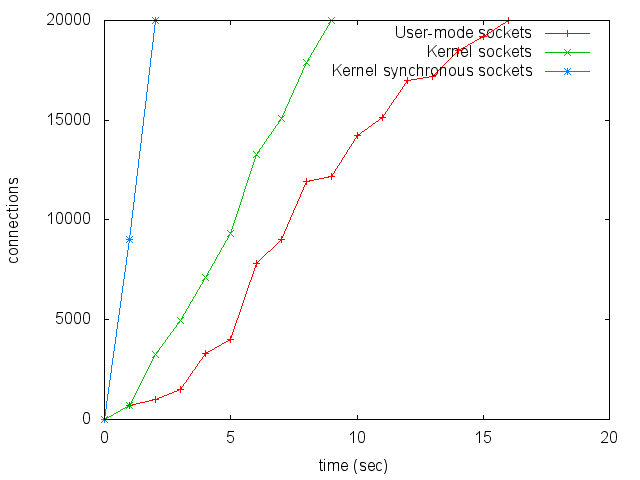 20000
15000
10000
5000
0
connections
User-mode sockets
Kernel sockets
Kernel synchronous sockets
0 5 10 15 20
time (sec)